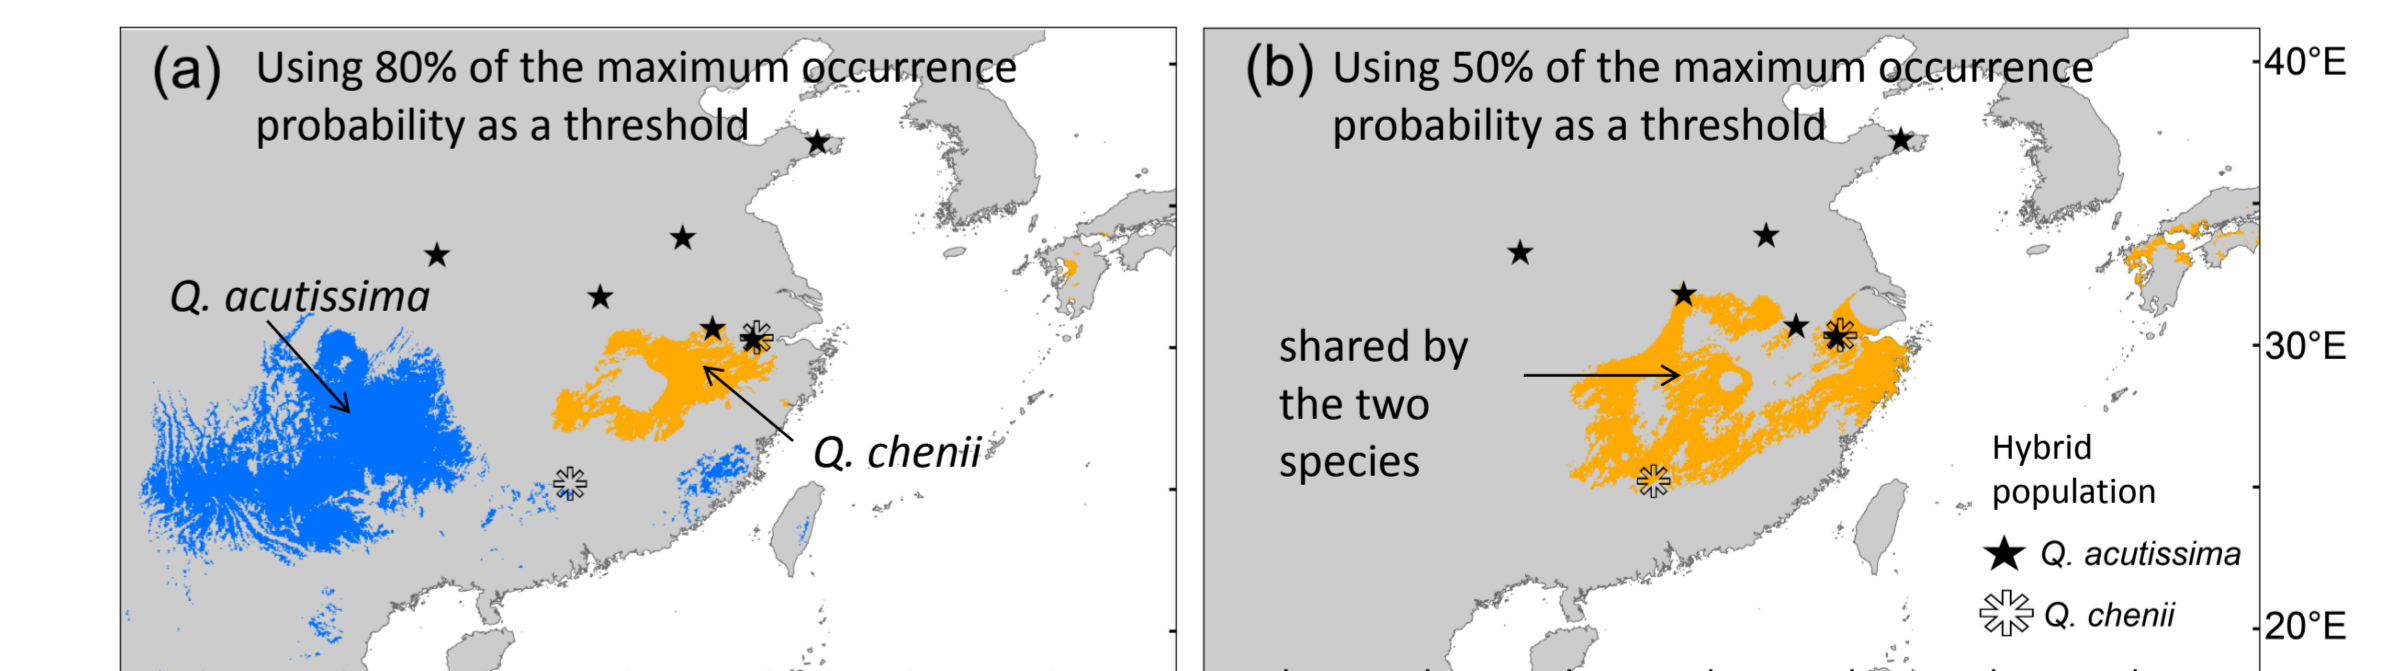 (a) Using 80% of the maximum occurrence
probability as a threshold
Q. acutissima
Q. chenii
(b) Using 50% of the maximum occurrence
probability as a threshold
shared by
the two
species
Hybrid
population
Q. acutissima
Q. chenii
40°E
30°E
20°E